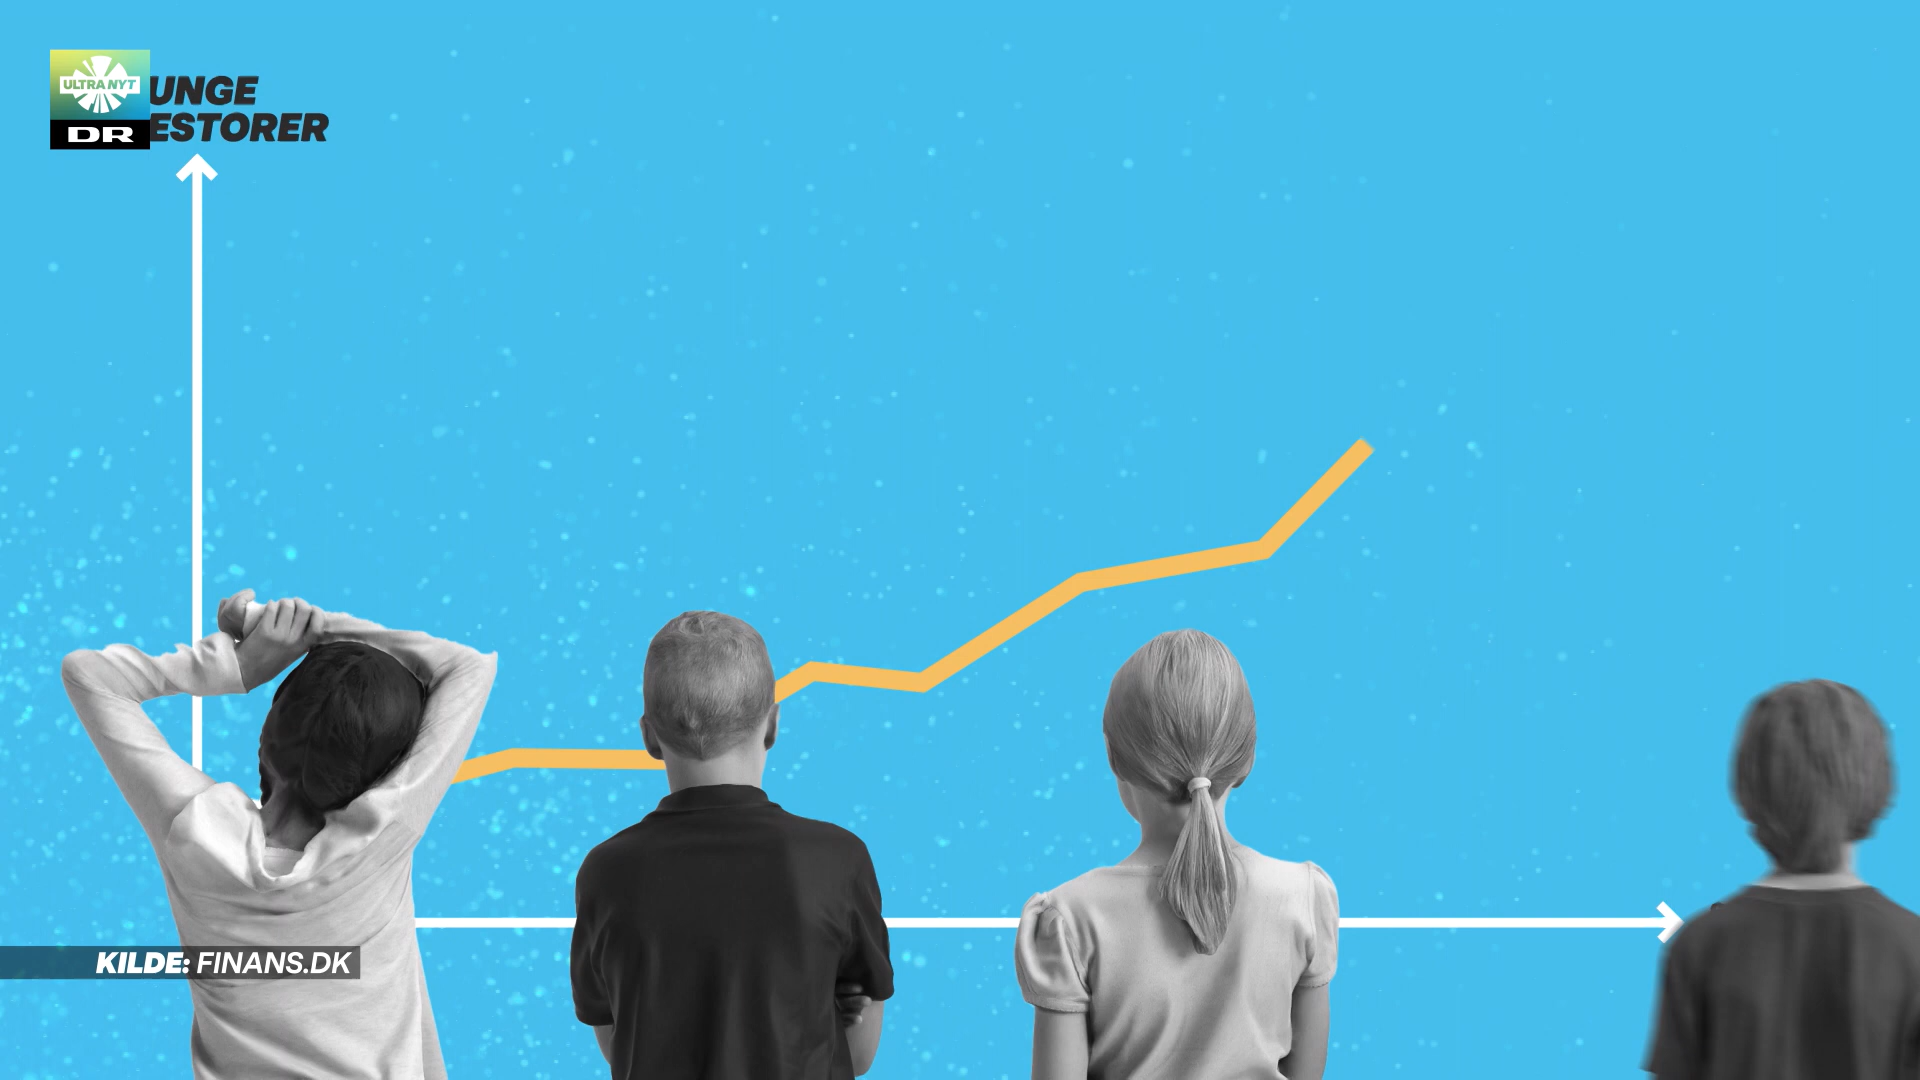 ULTRA NYT
DR
UNGE
ESTORER
KILDE: FINANS.DK